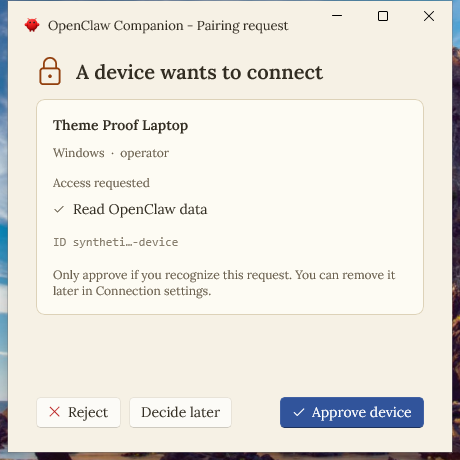 OpenClaw Companion - Pairing request
A device wants to connect
Theme Proof Laptop
Windows · operator
Access requested
Read OpenClaw data
ID syntheti…-device
Only approve if you recognize this request. You can remove it
later in Connection settings.
Reject
Decide later
Approve device